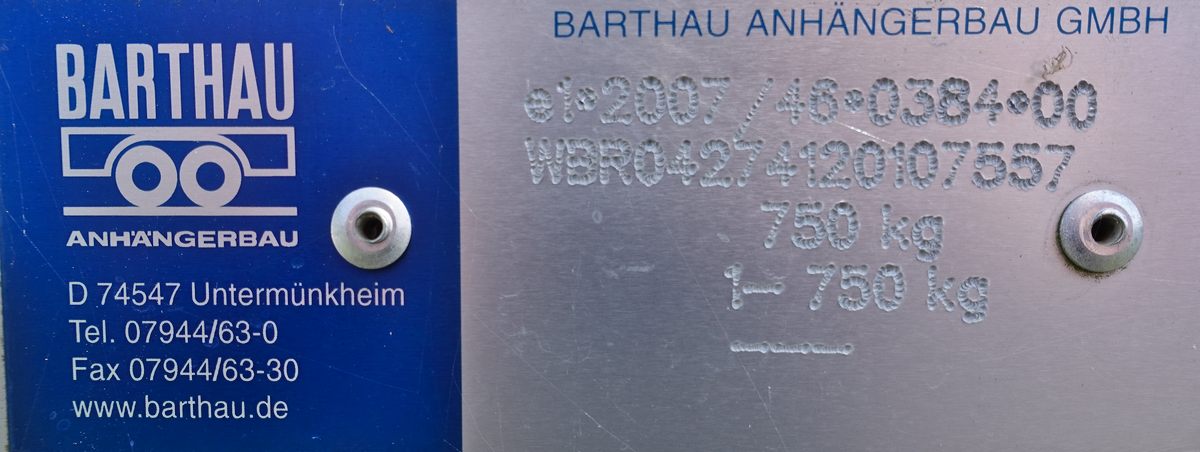 BARTHAU
ANHÄNGERBAU
D 74547 Untermünkheim
Tel. 07944/63-0
Fax 07944/63-30
www.barthau.de
BARTHAU ANHÄNGERBAU GMBH
e1*2007/46*0384*00
WBR04274120107557
750 kg
1– 750 kg
---